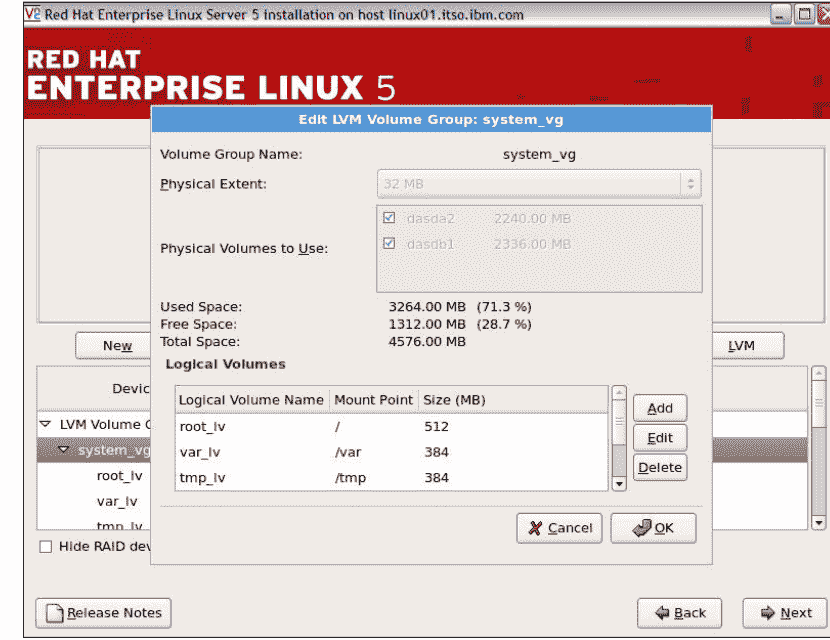 Red Hat Enterprise Linux Server 5 installation on host linux01.itso.ibm.com
RED HAT
ENTERPRISE LINUX 5
Edit LVM Volume Group: system_vg
Volume Group Name: system_vg
Physical Extent: 32 MB
Physical Volumes to Use:
dasda2 2240.00 MB
dasdb1 2336.00 MB
Used Space: 3264.00 MB (71.3 %)
Free Space: 1312.00 MB (28.7 %)
Total Space: 4576.00 MB
Logical Volumes
Logical Volume Name Mount Point Size (MB)
root_lv / 512
var_lv /var 384
tmp_lv /tmp 384
Add
Edit
Delete
Cancel OK
New LVM
Devic
LVM Volume G
system_vg
root_lv
var_lv
tmp_lv
Hide RAID dev
Release Notes Back Next